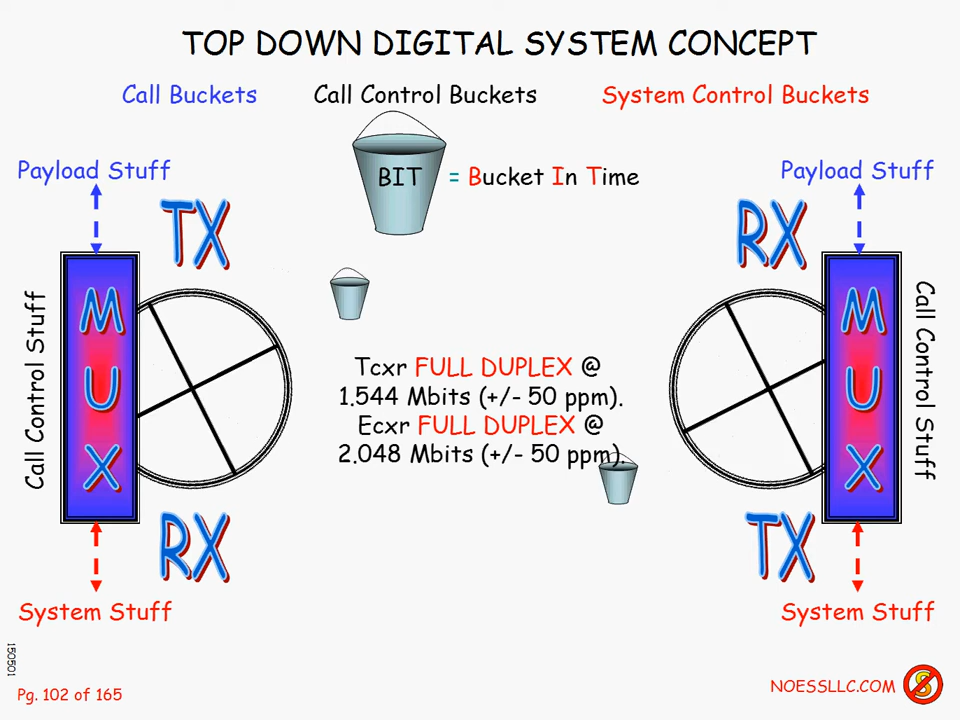 TOP DOWN DIGITAL SYSTEM CONCEPT
Call Buckets Call Control Buckets System Control Buckets
BIT = Bucket In Time
Payload Stuff
Payload Stuff
TX
RX
Call Control Stuff
MUX
Tcxr FULL DUPLEX @
1.544 Mbits (+/- 50 ppm).
Ecxr FULL DUPLEX @
2.048 Mbits (+/- 50 ppm).
MUX
Call Control Stuff
RX
TX
System Stuff
System Stuff
150501
Pg. 102 of 165
NOESSLLC.COM
S